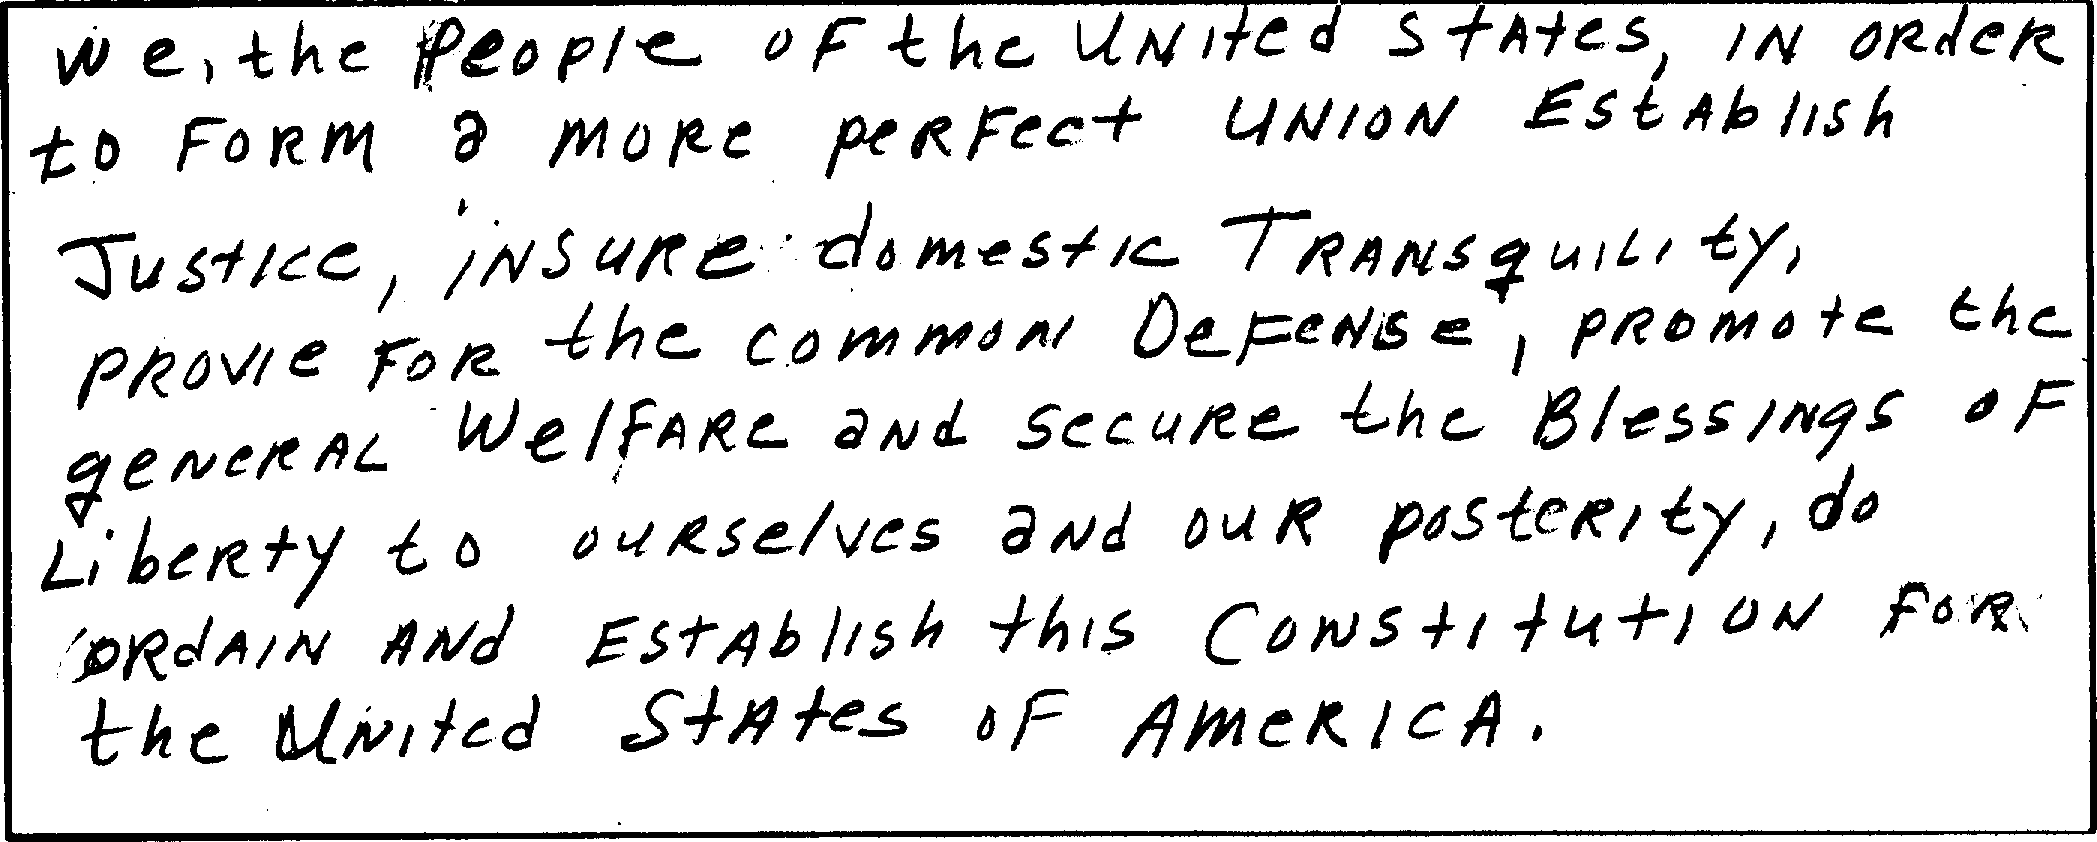 We, the People of the United States, in order
to form a more perfect union Establish
Justice, insure domestic Transquility,
provie for the common Defense, promote the
general Welfare and secure the Blessings of
Liberty to ourselves and our posterity, do
ordain and Establish this Constitution for
the United States of America.